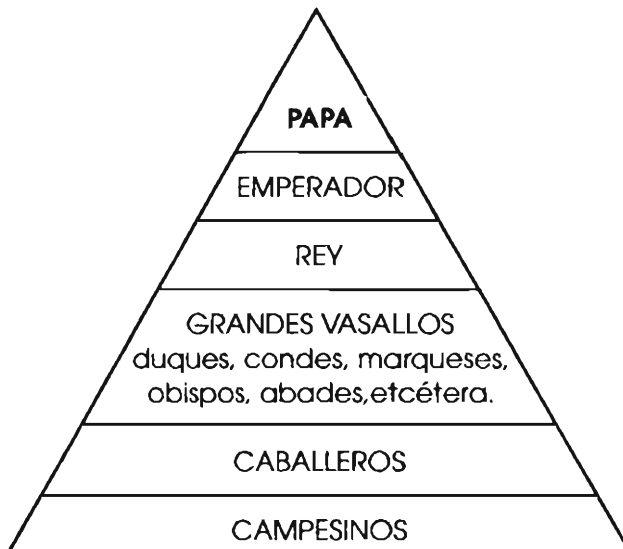 PAPA
EMPERADOR
REY
GRANDES VASALLOS
duques, condes, marqueses,
obispos, abades,etcétera.
CABALLEROS
CAMPESINOS